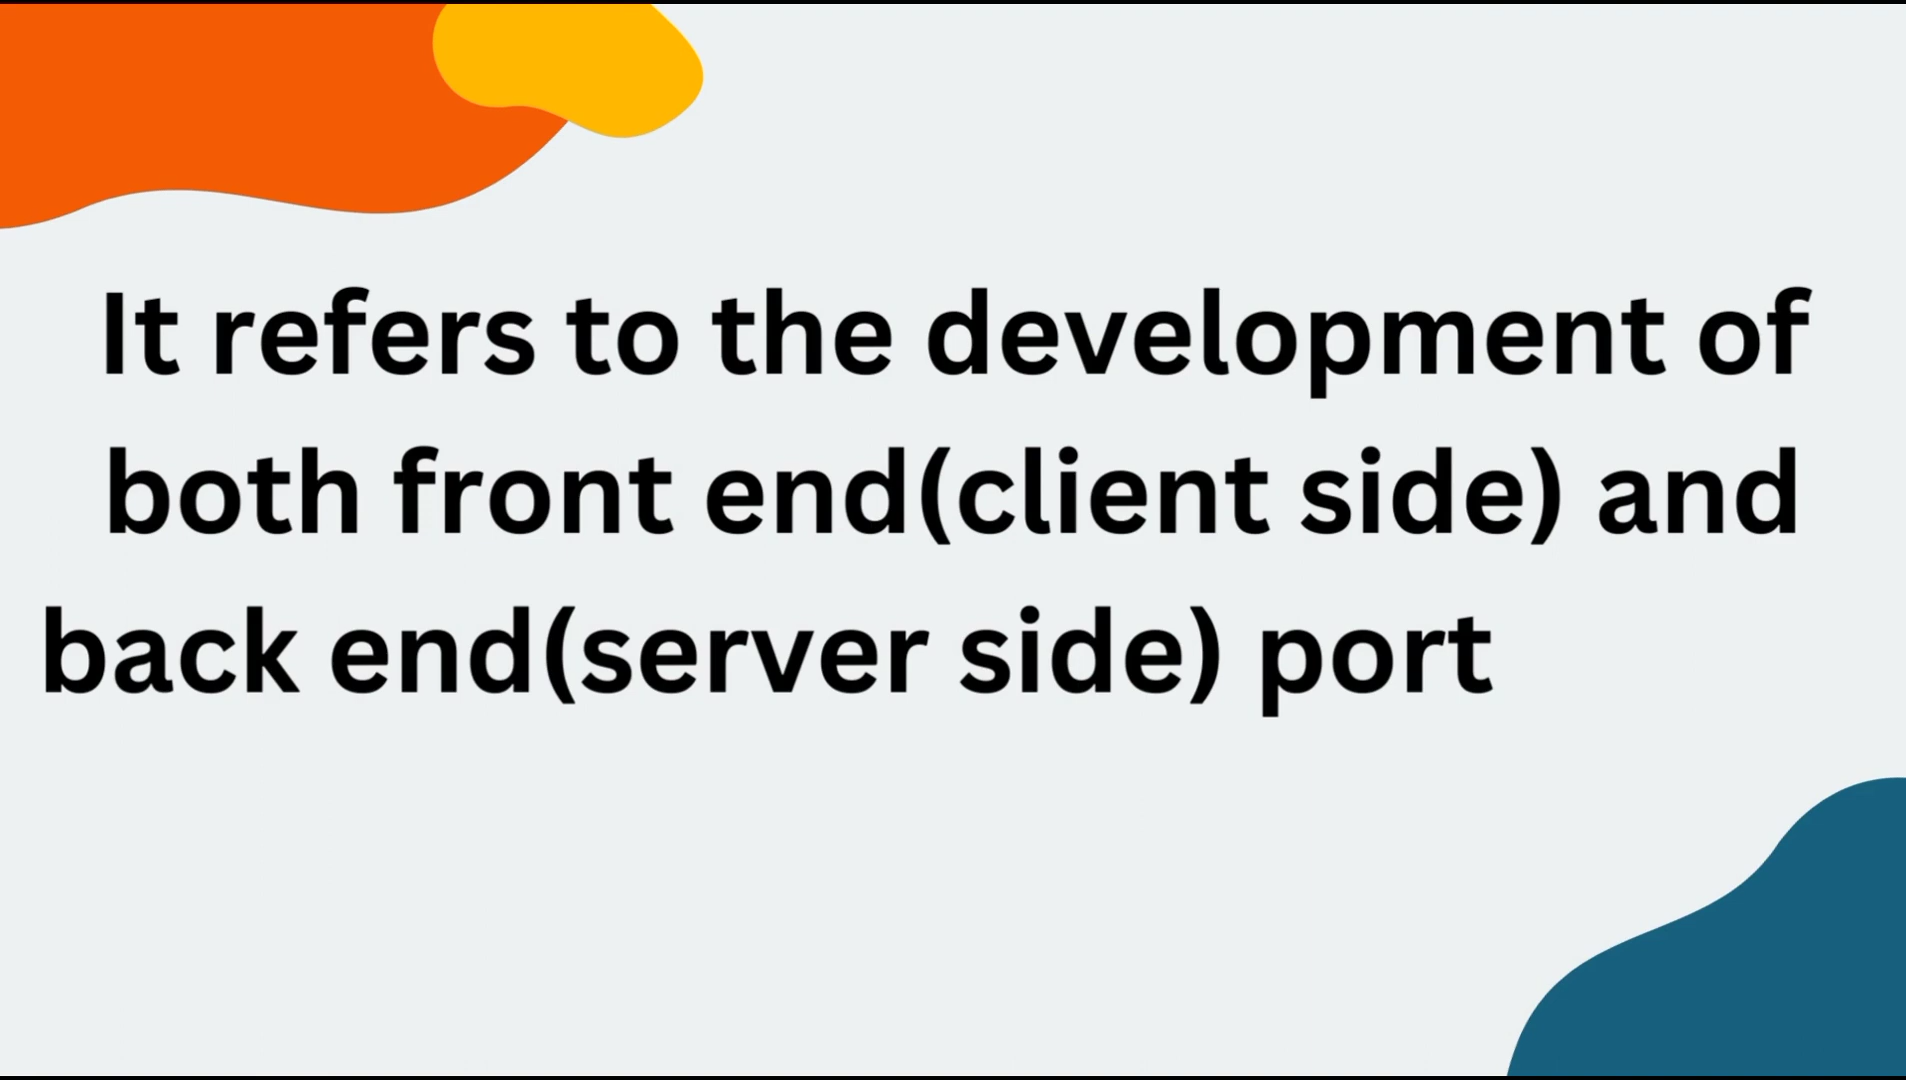 It refers to the development of
both front end(client side) and
back end(server side) port